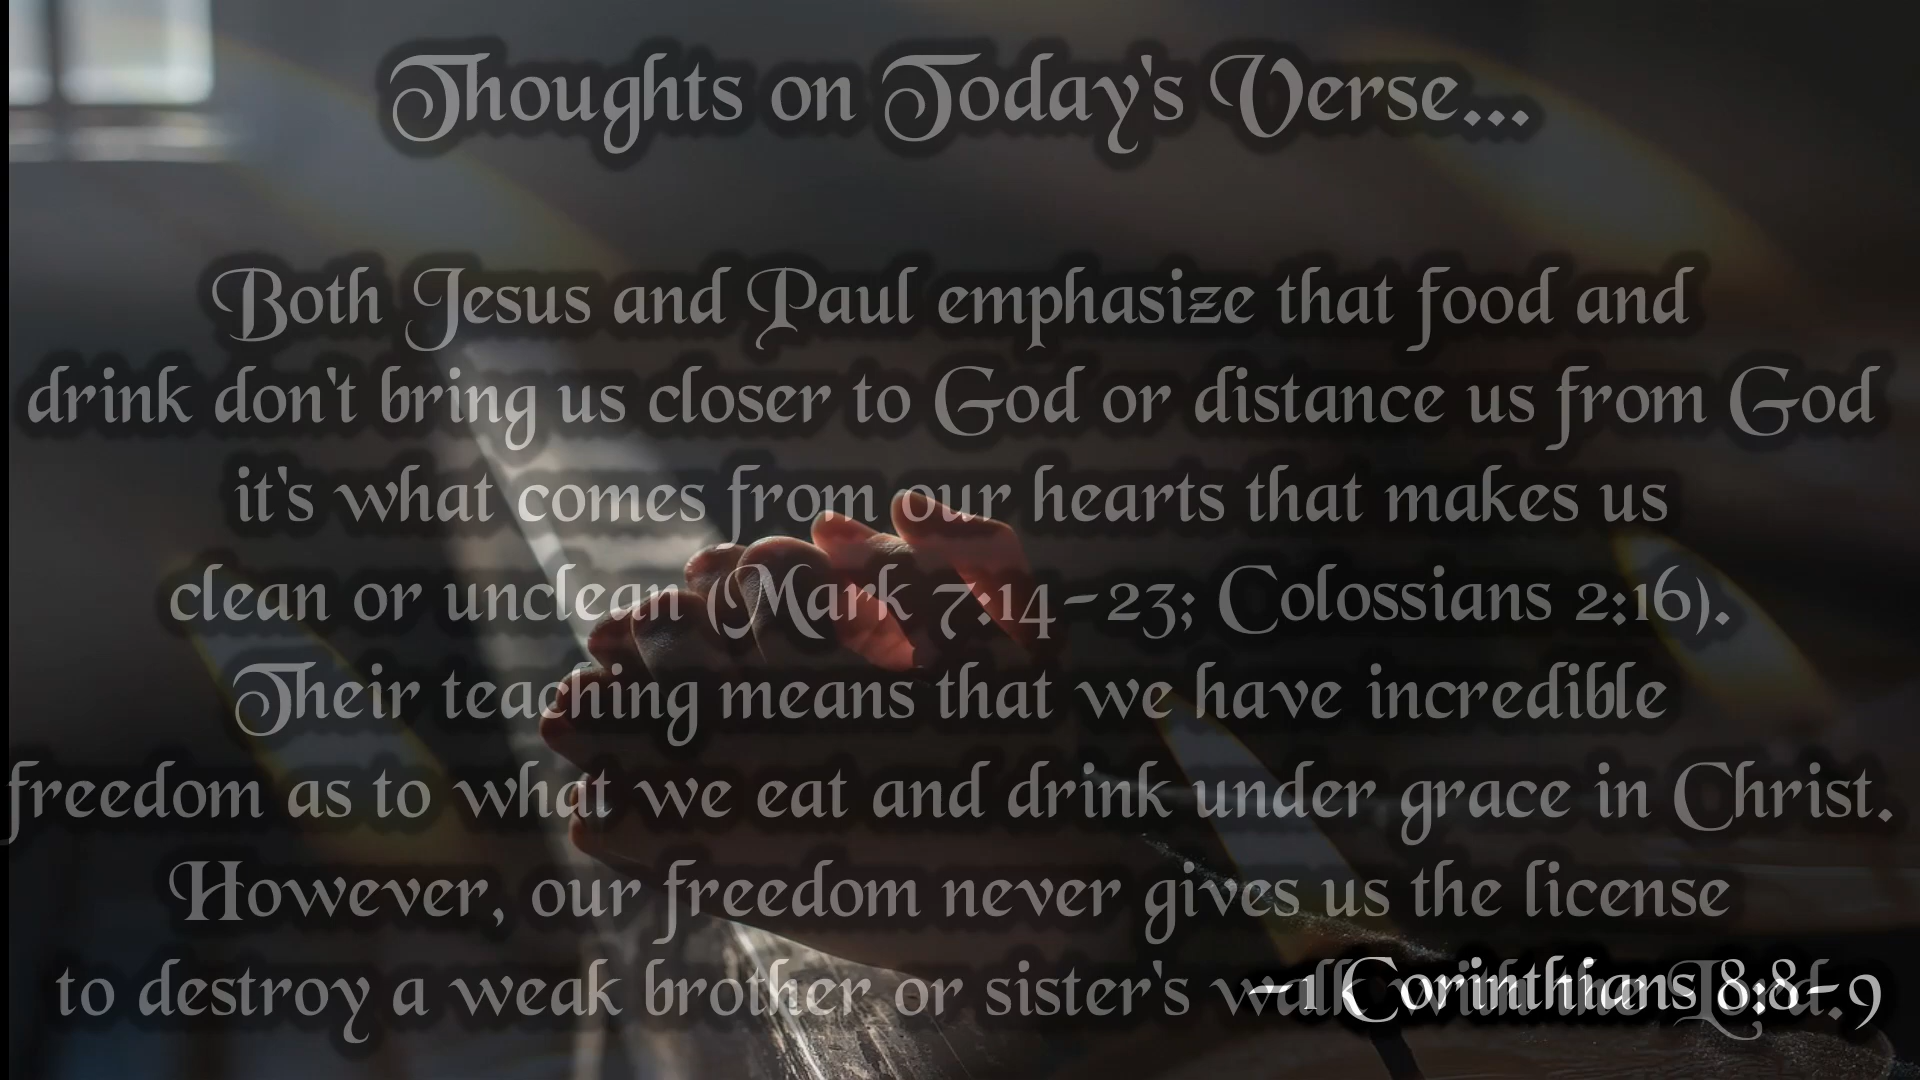 Thoughts on Today's Verse...
Both Jesus and Paul emphasize that food and
drink don't bring us closer to God or distance us from God
it's what comes from our hearts that makes us
clean or unclean (Mark 7:14-23; Colossians 2:16).
Their teaching means that we have incredible
freedom as to what we eat and drink under grace in Christ.
However, our freedom never gives us the license
to destroy a weak brother or sister's walk with the Lord.
-1 Corinthians 8:8-9